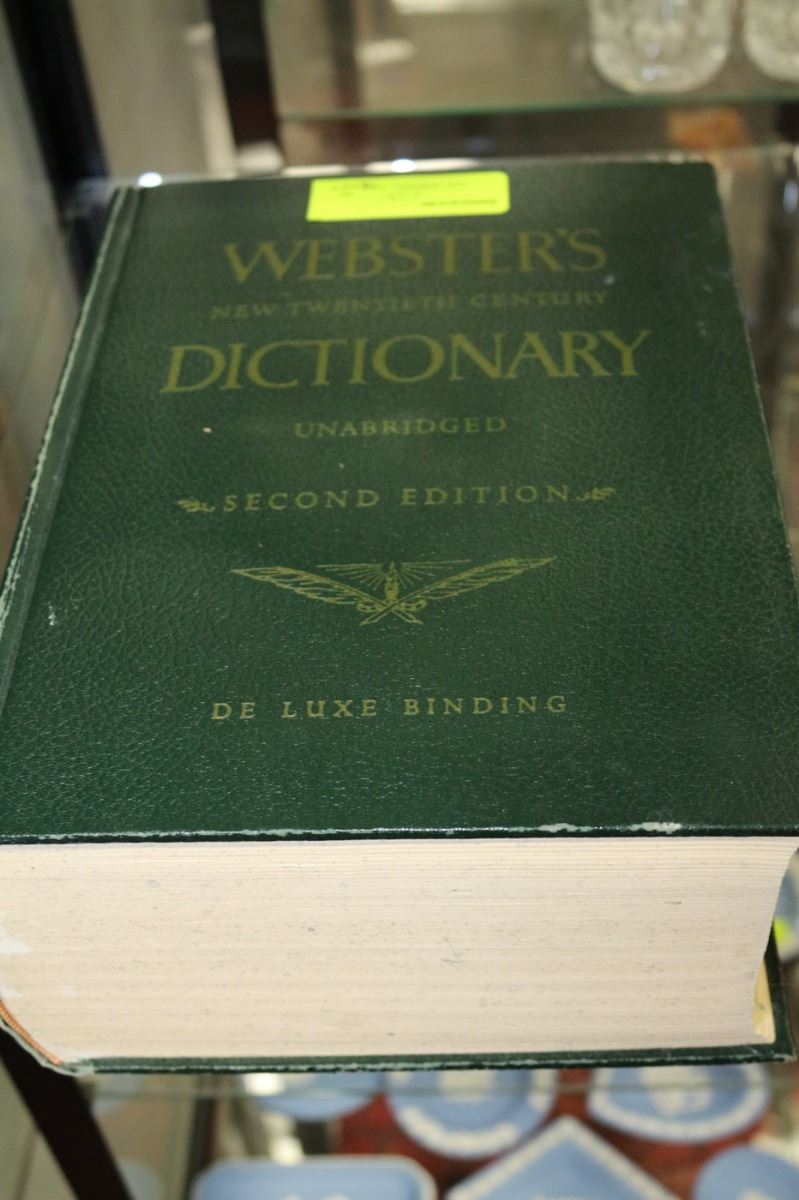 WEBSTER'S
NEW TWENTIETH CENTURY
DICTIONARY
UNABRIDGED
SECOND EDITION
DE LUXE BINDING